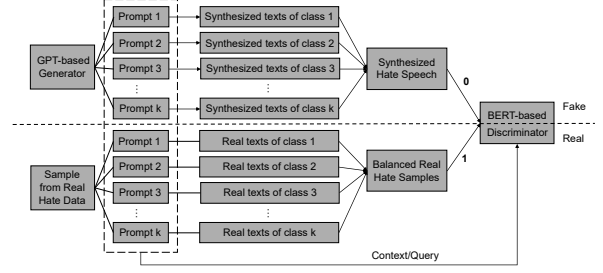 GPT-based
Generator
Prompt 1
Prompt 2
Prompt 3
⋮
Prompt k
Synthesized texts of class 1
Synthesized texts of class 2
Synthesized texts of class 3
⋮
Synthesized texts of class k
Synthesized
Hate Speech
0
Fake
BERT-based
Discriminator
Real
1
Sample
from Real
Hate Data
Prompt 1
Prompt 2
Prompt 3
⋮
Prompt k
Real texts of class 1
Real texts of class 2
Real texts of class 3
⋮
Real texts of class k
Balanced Real
Hate Samples
Context/Query